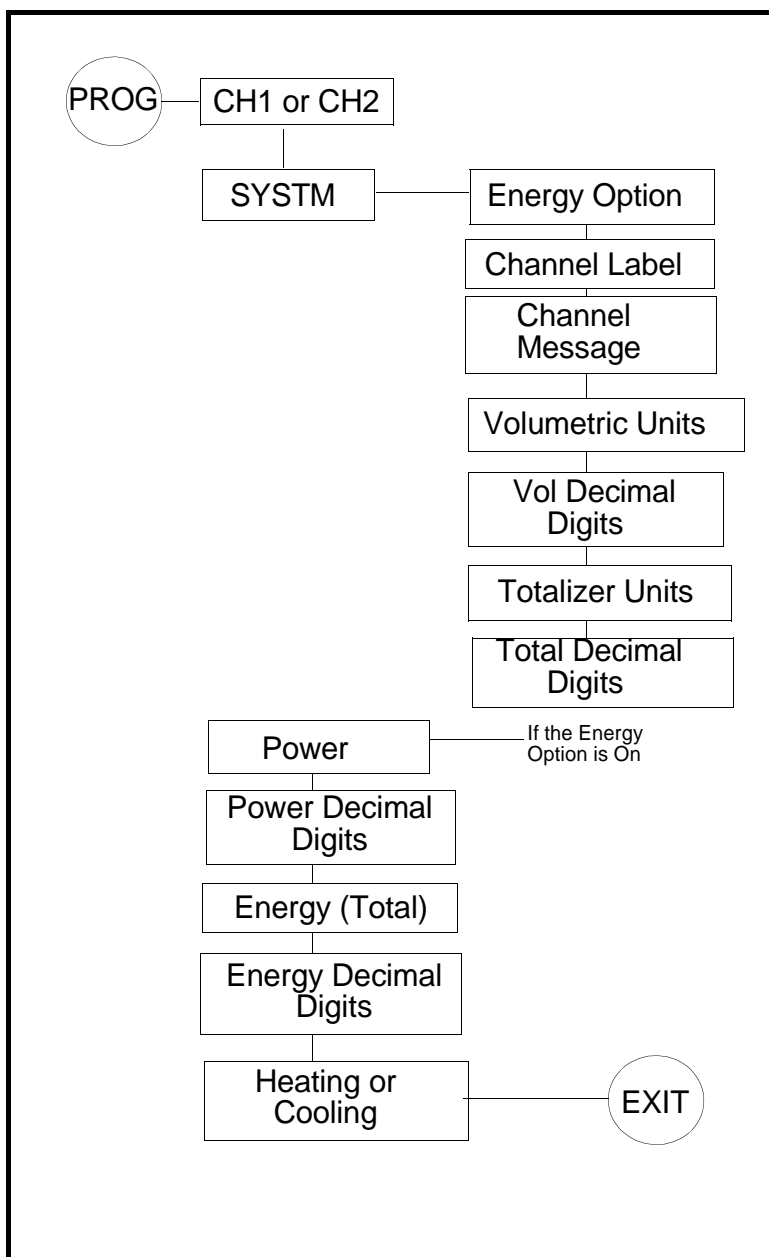 PROG
CH1 or CH2
SYSTM
Energy Option
Channel Label
Channel
Message
Volumetric Units
Vol Decimal
Digits
Totalizer Units
Total Decimal
Digits
If the Energy
Option is On
Power
Power Decimal
Digits
Energy (Total)
Energy Decimal
Digits
Heating or
Cooling
EXIT